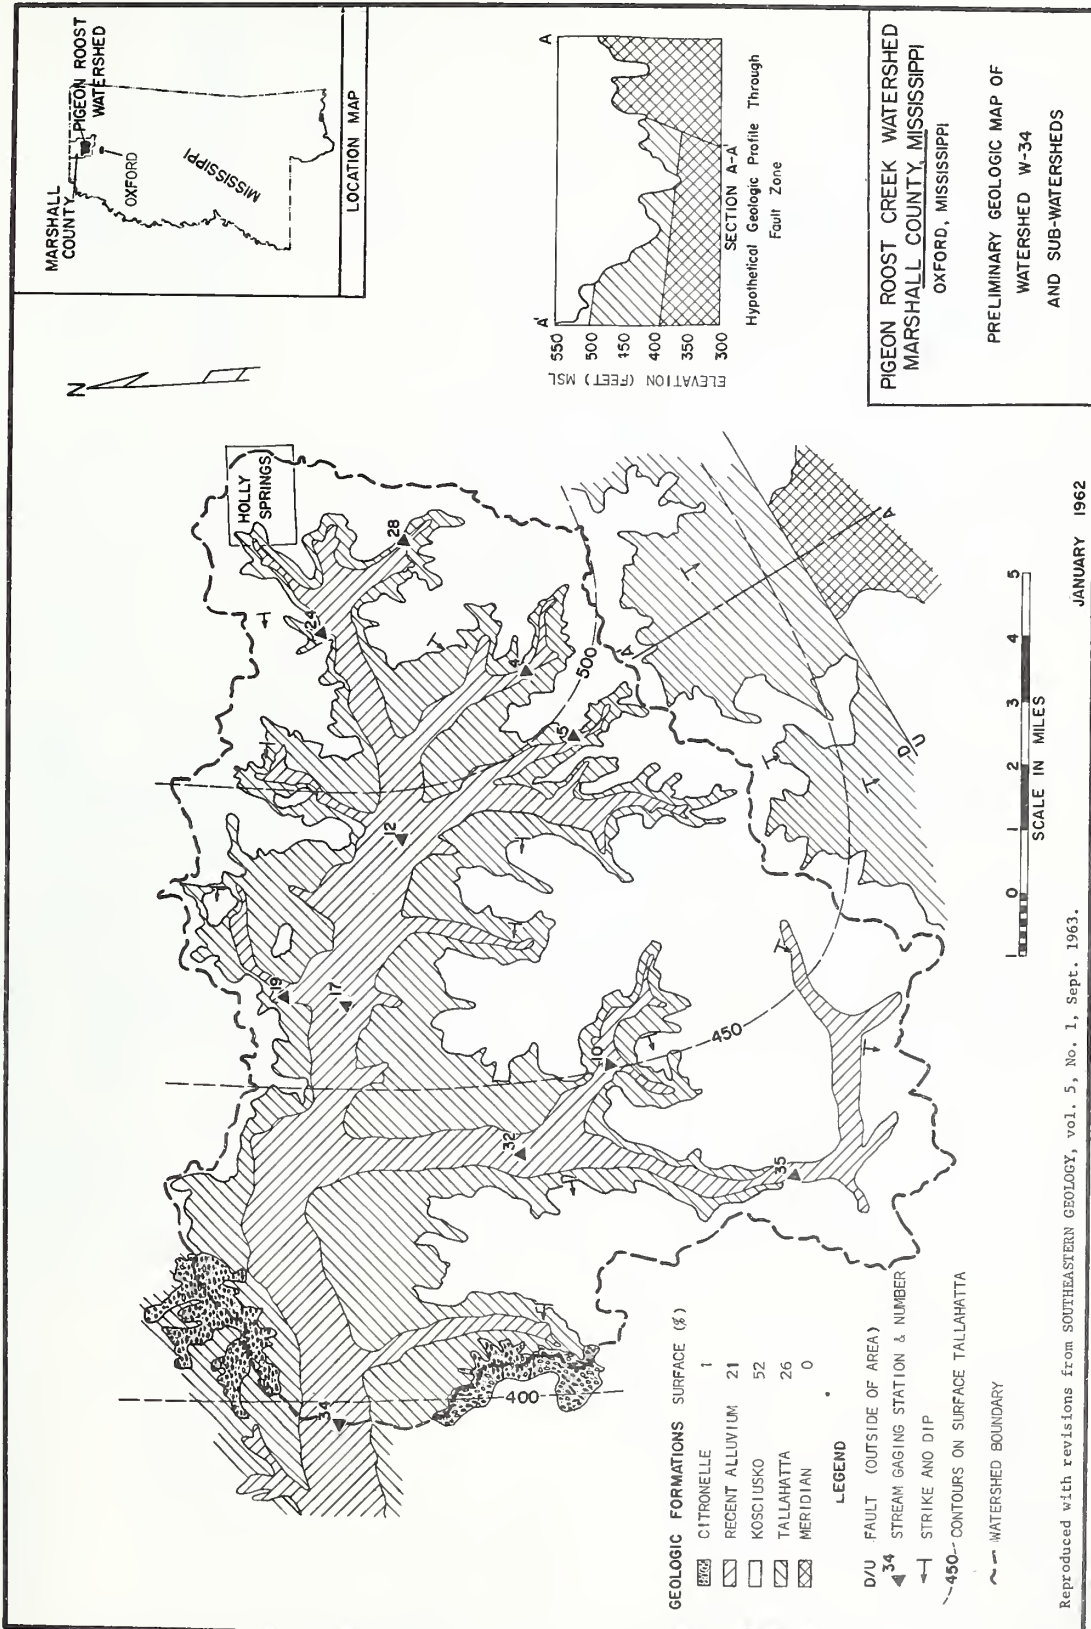 MARSHALL
COUNTY
PIGEON ROOST
WATERSHED
OXFORD
MISSISSIPPI
LOCATION MAP
N
A' A
550
500
450
400
350
300
ELEVATION (FEET) MSL
SECTION A-A'
Hypothetical Geologic Profile Through
Fault Zone
PIGEON ROOST CREEK WATERSHED
MARSHALL COUNTY, MISSISSIPPI
OXFORD, MISSISSIPPI
PRELIMINARY GEOLOGIC MAP OF
WATERSHED W-34
AND SUB-WATERSHEDS
HOLLY
SPRINGS
28
24
4
5
12
19
17
10
32
35
34
500
450
400
A'
A
U
D
1 0 1 2 3 4 5
SCALE IN MILES
JANUARY 1962
GEOLOGIC FORMATIONS SURFACE (%)
CITRONELLE 1
RECENT ALLUVIUM 21
KOSCIUSKO 52
TALLAHATTA 26
MERIDIAN 0
LEGEND
D/U FAULT (OUTSIDE OF AREA)
34 STREAM GAGING STATION & NUMBER
STRIKE AND DIP
--450-- CONTOURS ON SURFACE TALLAHATTA
WATERSHED BOUNDARY
Reproduced with revisions from SOUTHEASTERN GEOLOGY, vol. 5, No. 1, Sept. 1963.